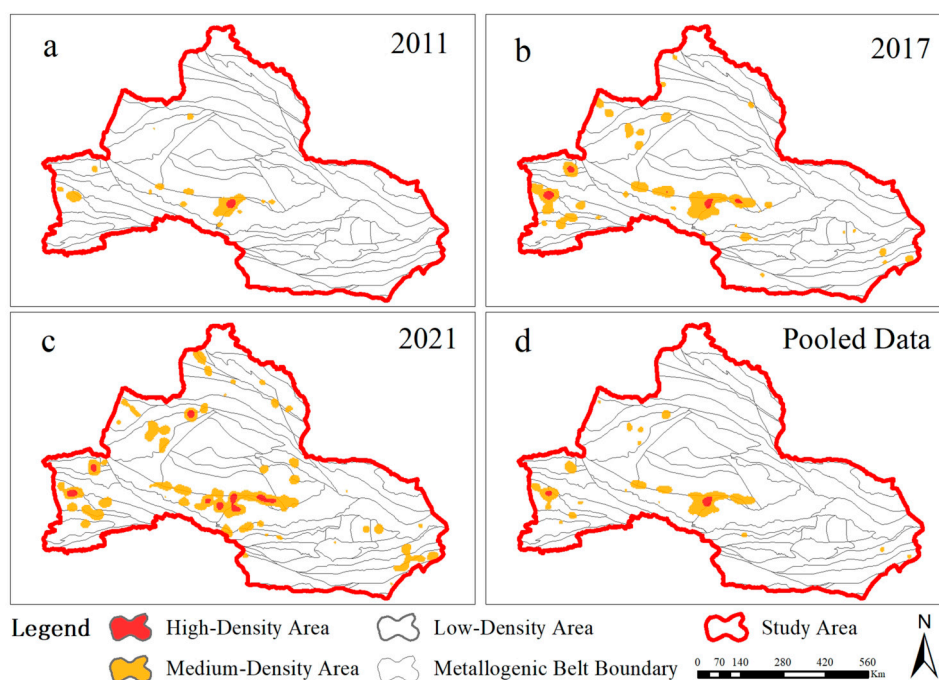 a
2011
b
2017
c
2021
d
Pooled Data
Legend
High-Density Area
Low-Density Area
Study Area
N
Medium-Density Area
Metallogenic Belt Boundary
0 70 140 280 420 560
Km